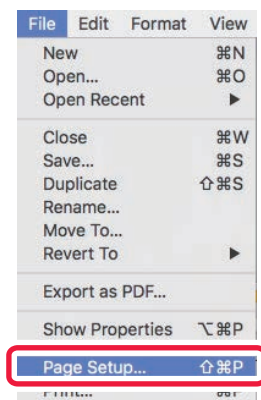 File Edit Format View
New ⌘N
Open... ⌘O
Open Recent ▶
Close ⌘W
Save... ⌘S
Duplicate ⇧⌘S
Rename...
Move To...
Revert To ▶
Export as PDF...
Show Properties ⌥⌘P
Page Setup... ⇧⌘P
Print... ⌘P